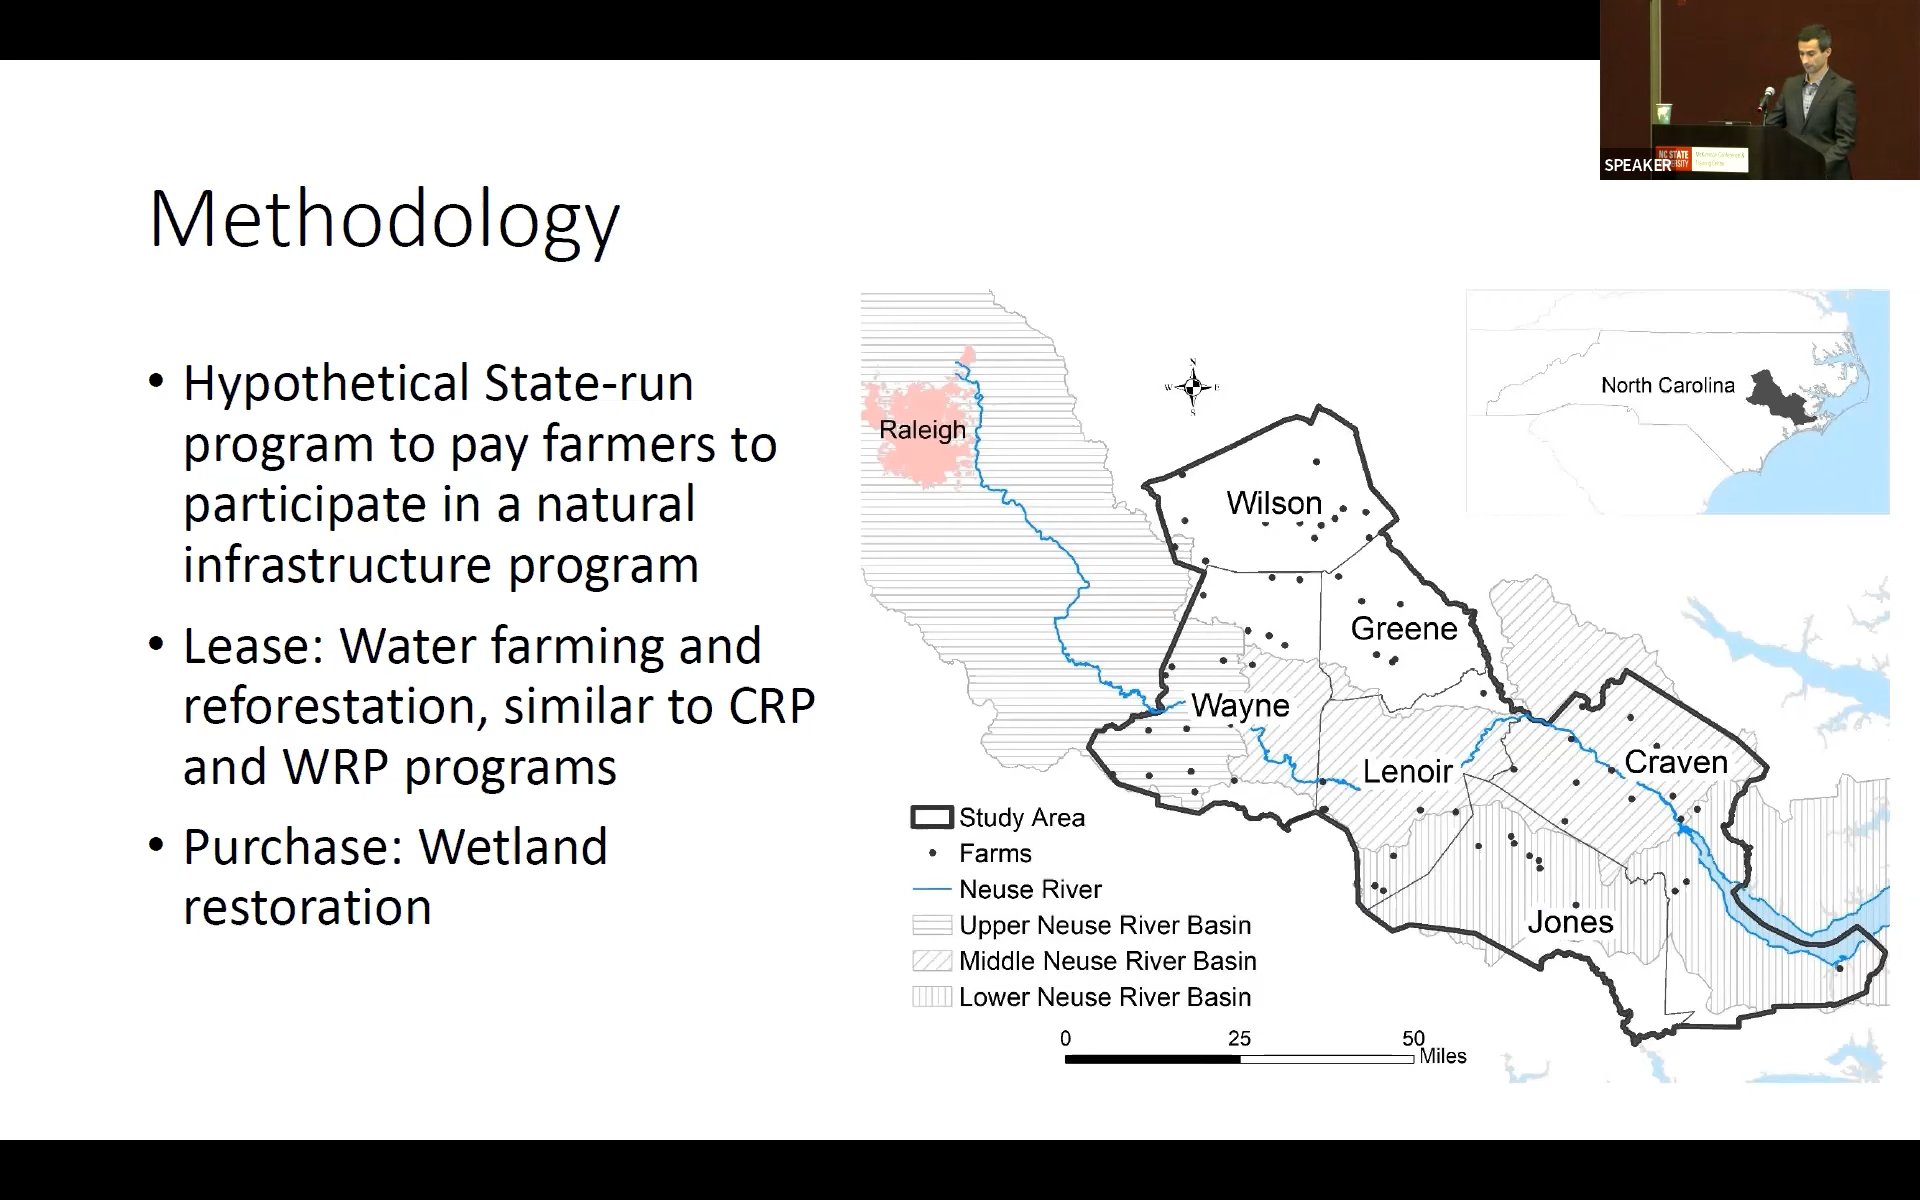 SPEAKER
NC STATE
Methodology
• Hypothetical State-run
program to pay farmers to
participate in a natural
infrastructure program
• Lease: Water farming and
reforestation, similar to CRP
and WRP programs
• Purchase: Wetland
restoration
Raleigh
N
W E
S
North Carolina
Wilson
Greene
Wayne
Lenoir
Craven
Jones
Study Area
Farms
Neuse River
Upper Neuse River Basin
Middle Neuse River Basin
Lower Neuse River Basin
0 25 50
Miles